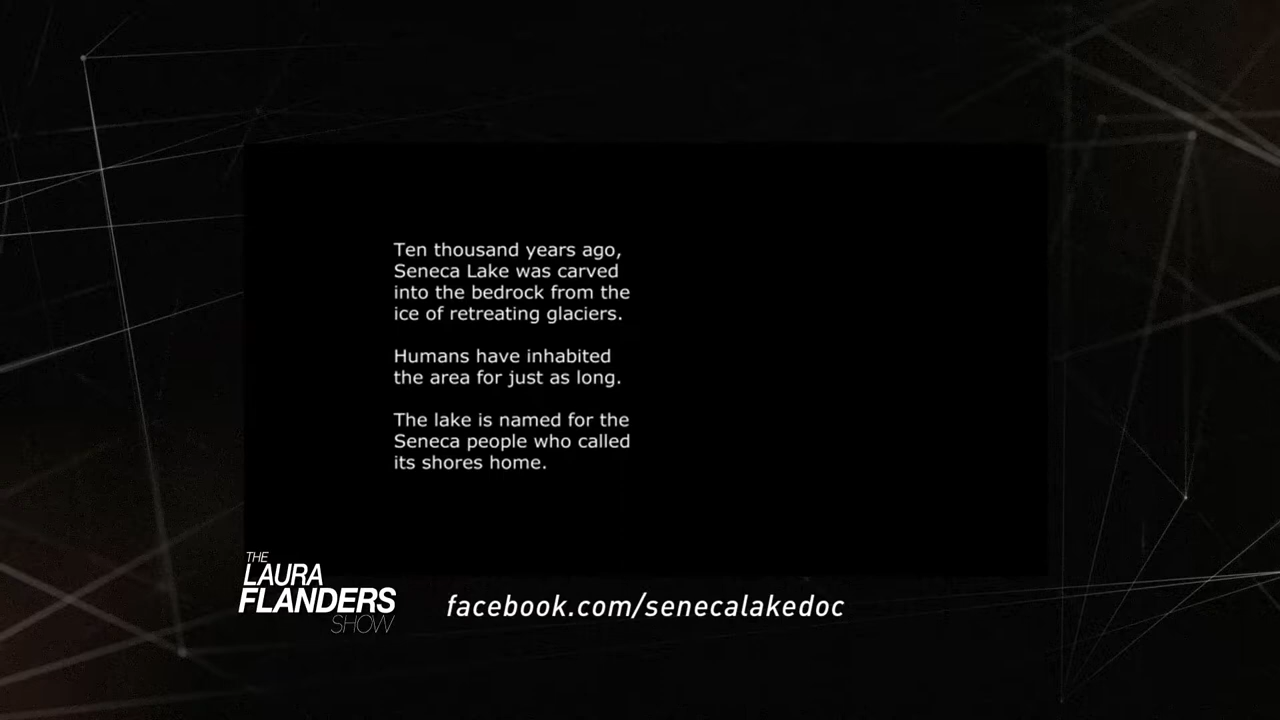 Ten thousand years ago,
Seneca Lake was carved
into the bedrock from the
ice of retreating glaciers.
Humans have inhabited
the area for just as long.
The lake is named for the
Seneca people who called
its shores home.
THE
LAURA
FLANDERS
SHOW
facebook.com/senecalakedoc